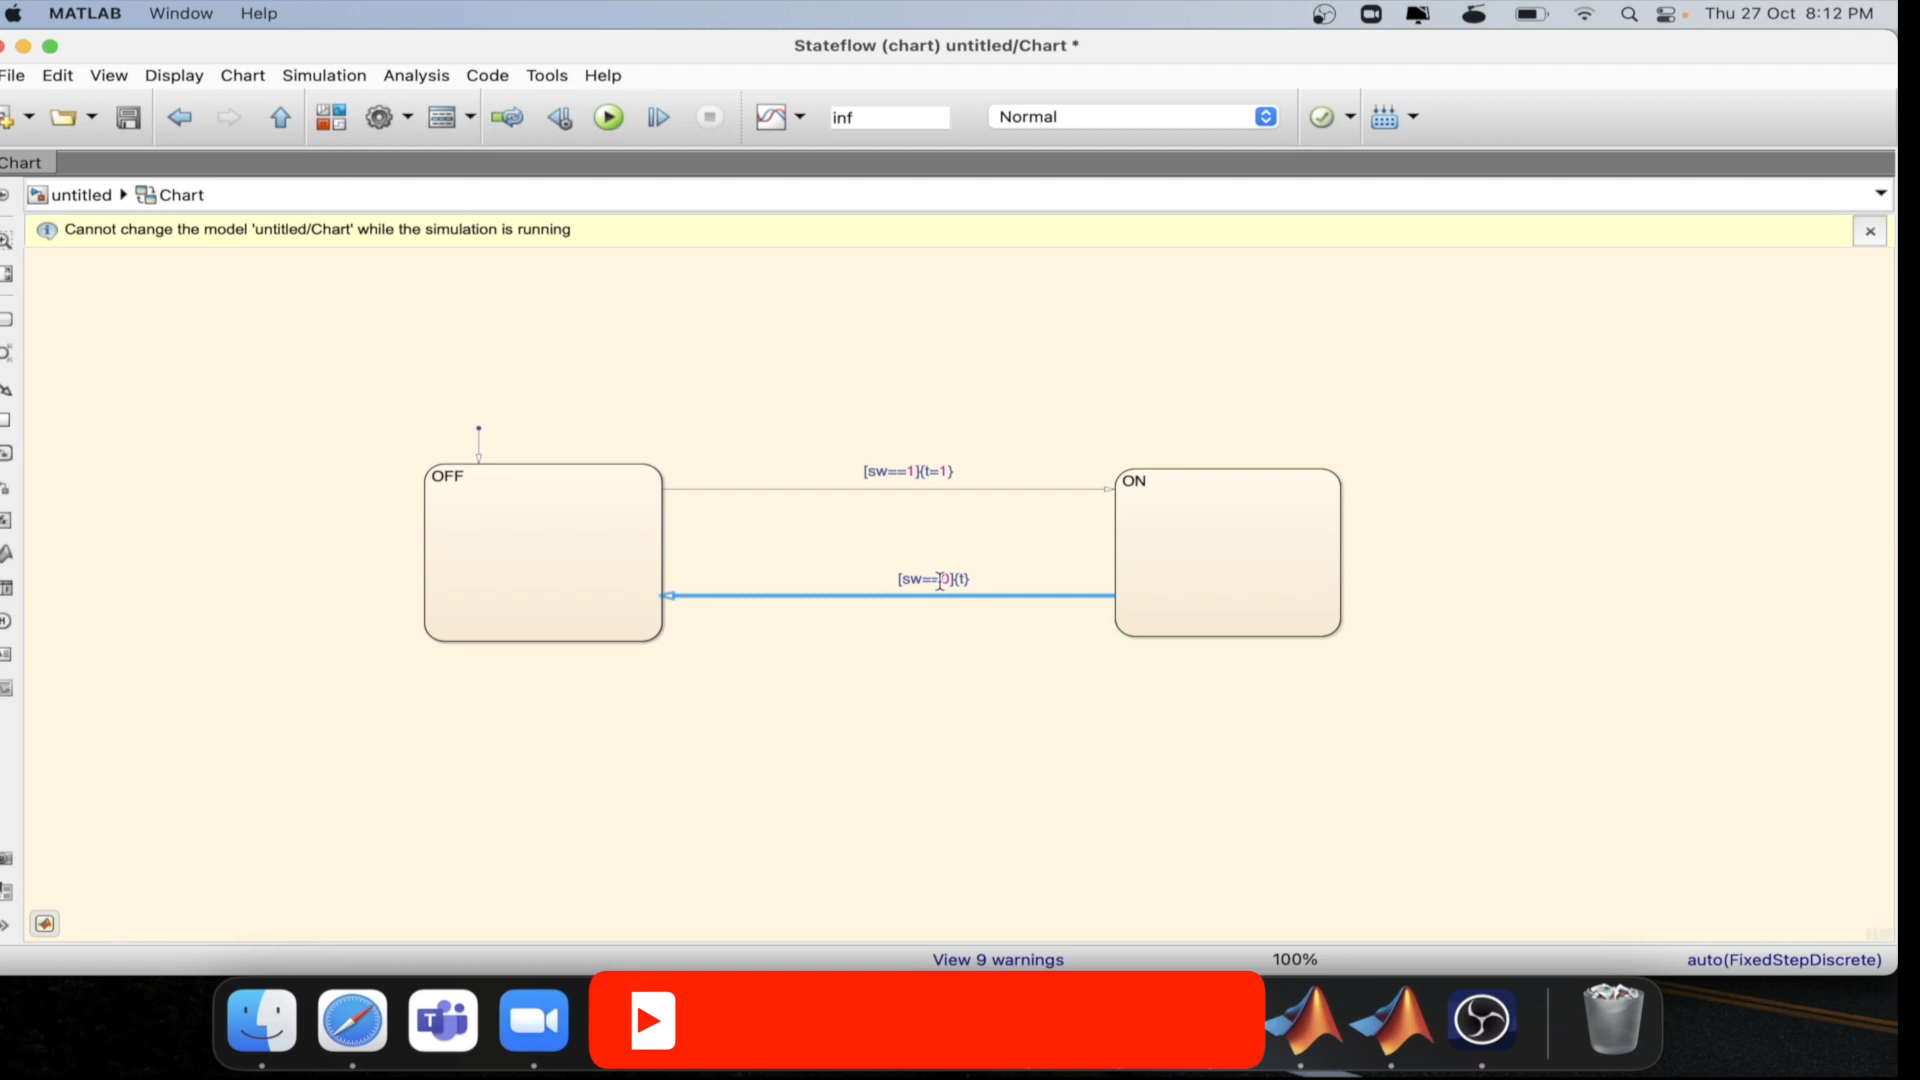 MATLAB Window Help Thu 27 Oct 8:12 PM
Stateflow (chart) untitled/Chart *
File Edit View Display Chart Simulation Analysis Code Tools Help
inf Normal
Chart
untitled Chart
Cannot change the model 'untitled/Chart' while the simulation is running
OFF
[sw==1]{t=1}
ON
[sw==0]{t}
View 9 warnings 100% auto(FixedStepDiscrete)